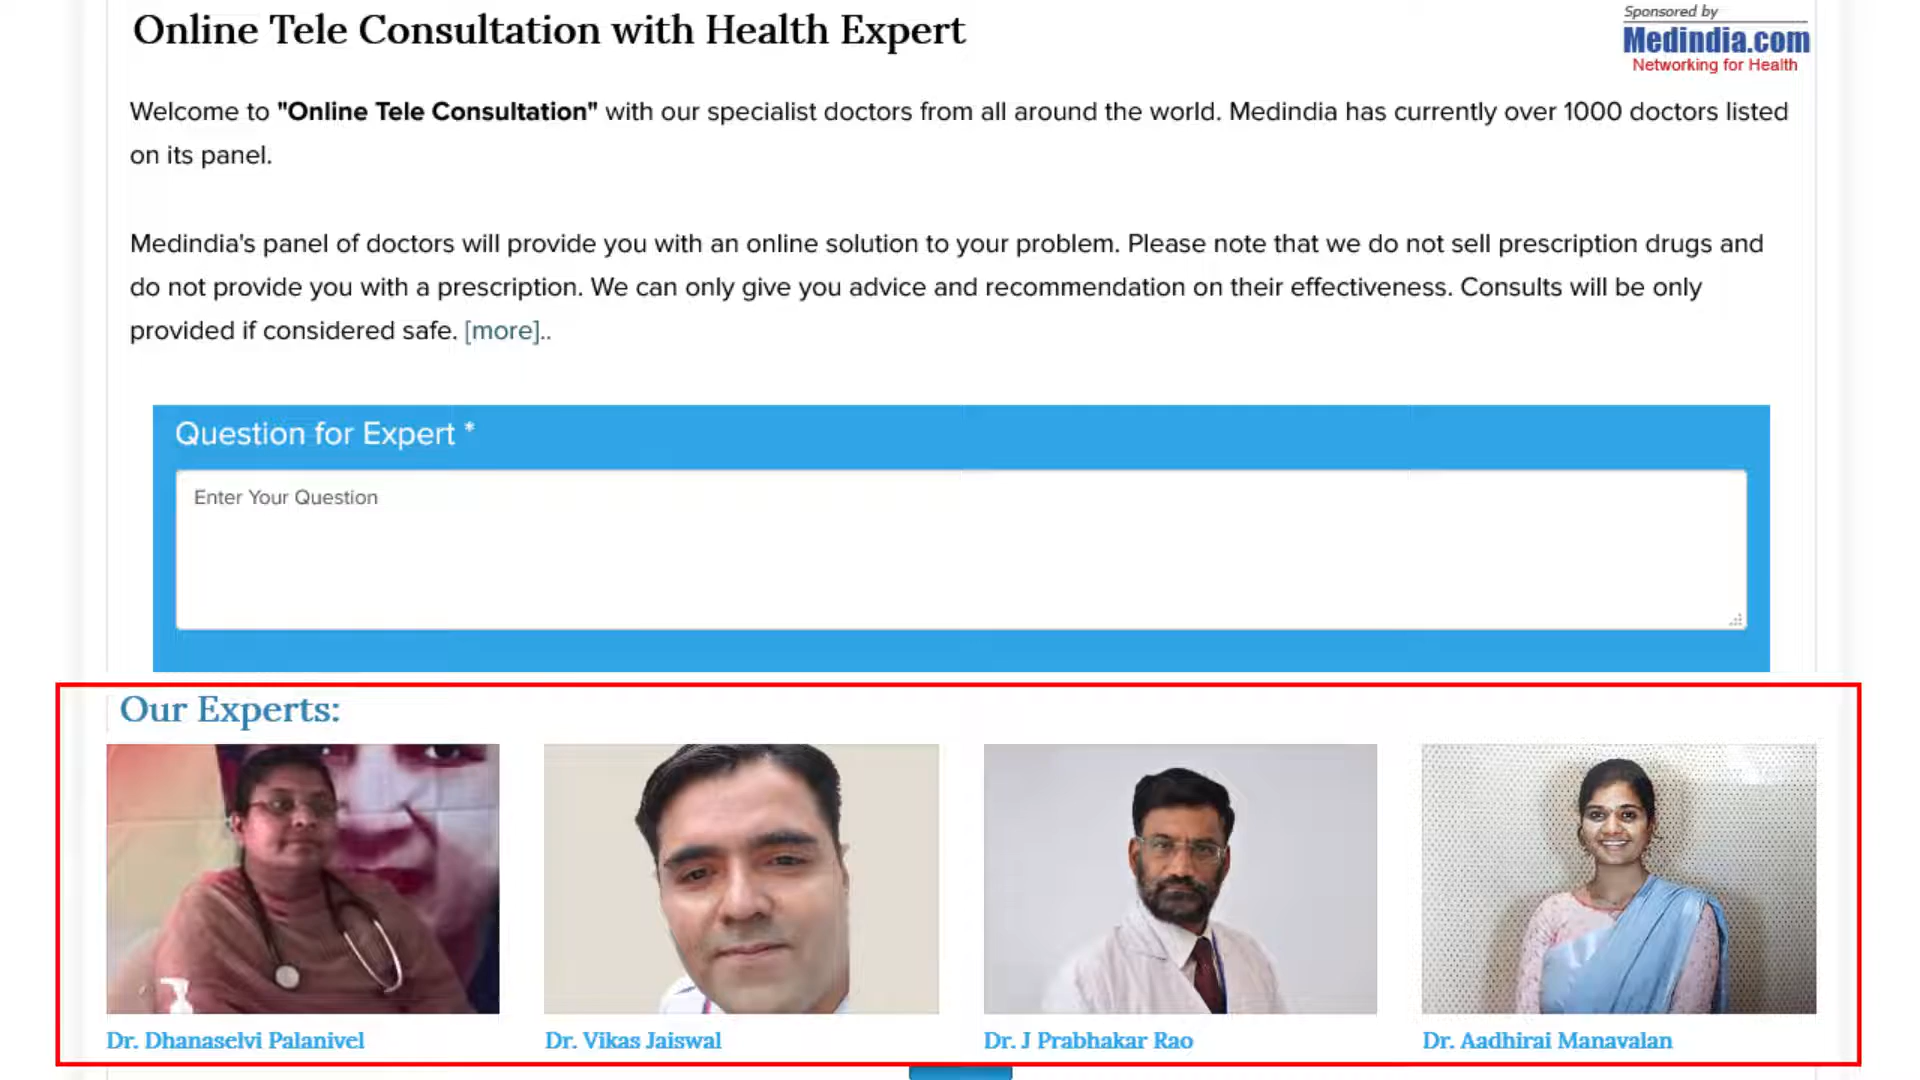 Online Tele Consultation with Health Expert
Sponsored by
Medindia.com
Networking for Health
Welcome to "Online Tele Consultation" with our specialist doctors from all around the world. Medindia has currently over 1000 doctors listed
on its panel.
Medindia's panel of doctors will provide you with an online solution to your problem. Please note that we do not sell prescription drugs and
do not provide you with a prescription. We can only give you advice and recommendation on their effectiveness. Consults will be only
provided if considered safe. [more]..
Question for Expert *
Enter Your Question
Our Experts:
Dr. Dhanaselvi Palanivel
Dr. Vikas Jaiswal
Dr. J Prabhakar Rao
Dr. Aadhirai Manavalan